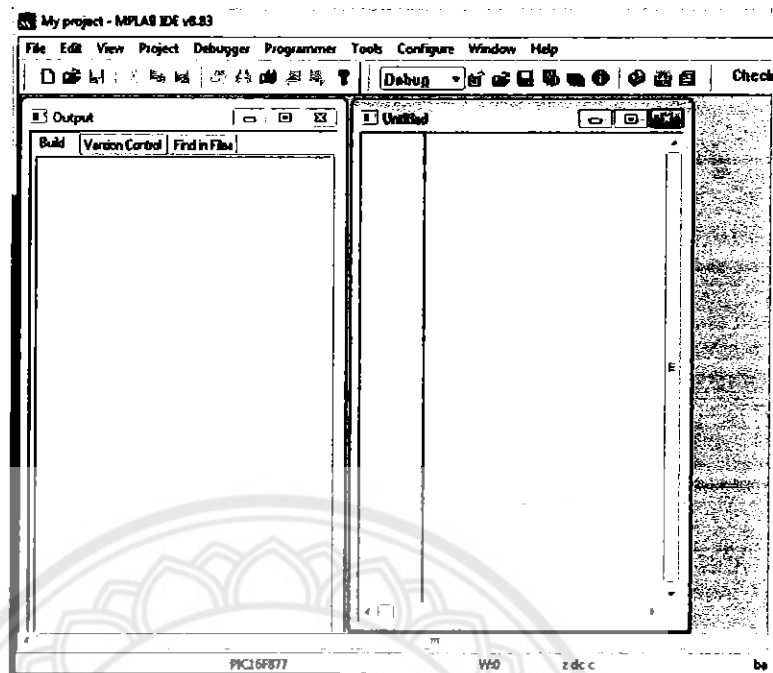 My project - MPLAB IDE v8.83
File Edit View Project Debugger Programmer Tools Configure Window Help
Debug
Check
Output
Untitled
Build Version Control Find in Files
PIC16F877 W:0 z dc c ba